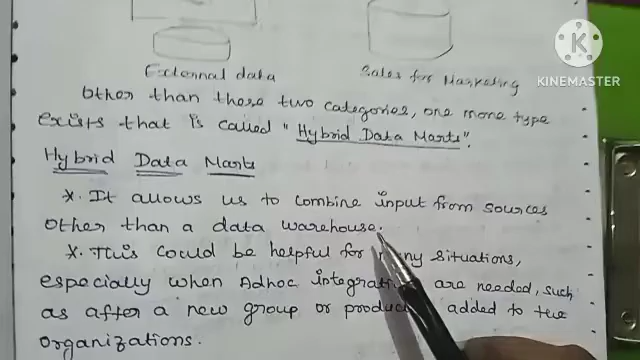 External data
Sales for Marketing
KINEMASTER
Other than these two categories, one more type
exists that is called "Hybrid Data Marts".
Hybrid Data Marts
*. It allows us to combine input from sources
other than a data warehouse.
*. This could be helpful for many situations,
especially when Adhoc integrations are needed, such
as after a new group or product added to the
organizations.